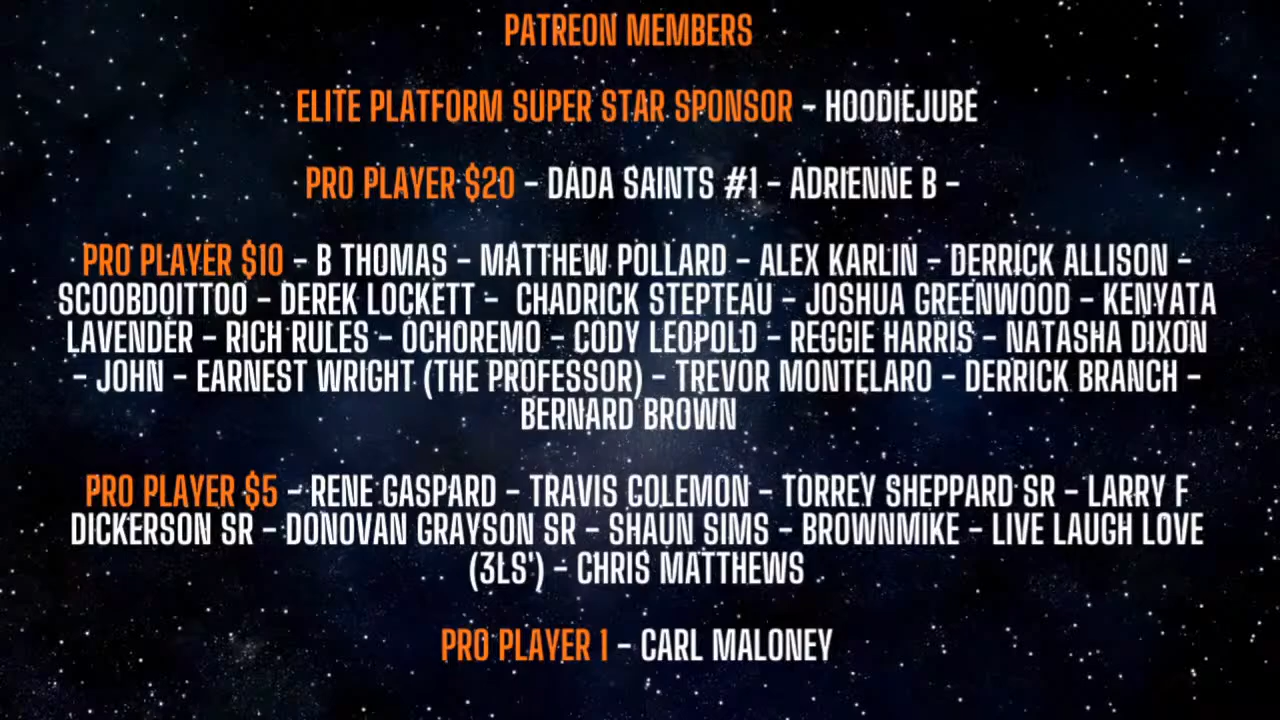 PATREON MEMBERS
ELITE PLATFORM SUPER STAR SPONSOR - HOODIEJUBE
PRO PLAYER $20 - DADA SAINTS #1 - ADRIENNE B -
PRO PLAYER $10 - B THOMAS - MATTHEW POLLARD - ALEX KARLIN - DERRICK ALLISON -
SCOOBDOITTOO - DEREK LOCKETT - CHADRICK STEPTEAU - JOSHUA GREENWOOD - KENYATA
LAVENDER - RICH RULES - OCHOREMO - CODY LEOPOLD - REGGIE HARRIS - NATASHA DIXON
- JOHN - EARNEST WRIGHT (THE PROFESSOR) - TREVOR MONTELARO - DERRICK BRANCH -
BERNARD BROWN
PRO PLAYER $5 - RENE GASPARD - TRAVIS GOLEMON - TORREY SHEPPARD SR - LARRY F
DICKERSON SR - DONOVAN GRAYSON SR - SHAUN SIMS - BROWNMIKE - LIVE LAUGH LOVE
(3LS') - CHRIS MATTHEWS
PRO PLAYER 1 - CARL MALONEY